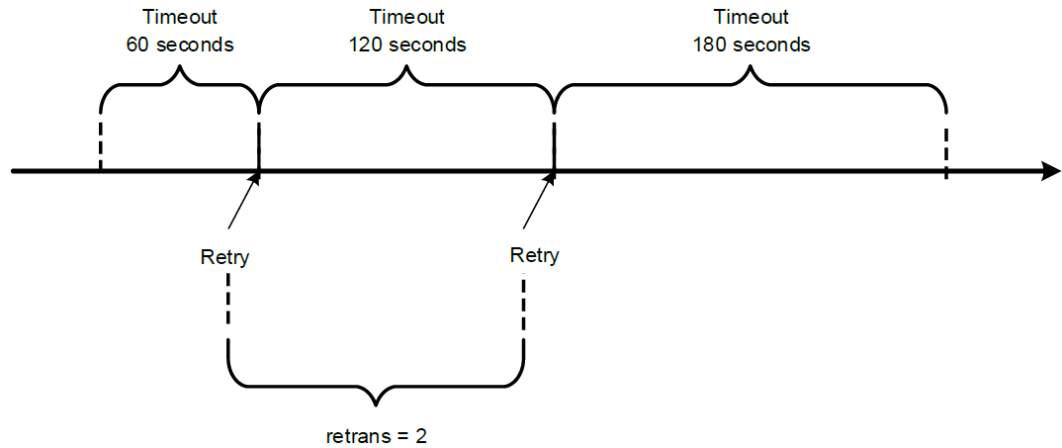 Timeout
60 seconds
Timeout
120 seconds
Timeout
180 seconds
Retry
Retry
retrans = 2